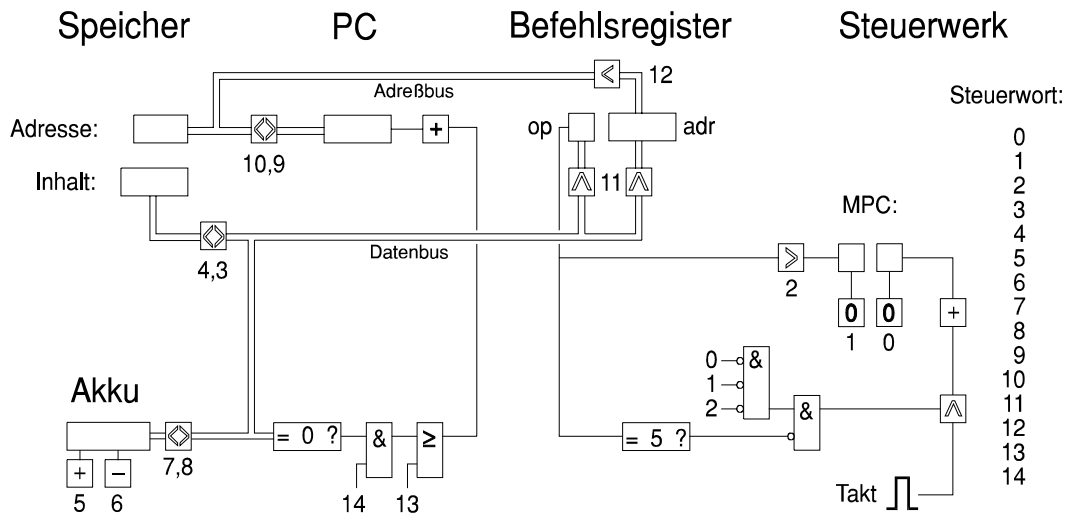 Speicher PC Befehlsregister Steuerwerk
< 12
Adreßbus
Steuerwort:
Adresse: + op adr
0
10,9
1
Inhalt: 11
2
MPC:
3
4
Datenbus
4,3
5
2
6
0 0 +
7
1 0
8
0 &
9
1
10
Akku 2 &
11
= 0 ? & ≥ = 5 ?
12
+ − 7,8
13
5 6 14 13 Takt
14